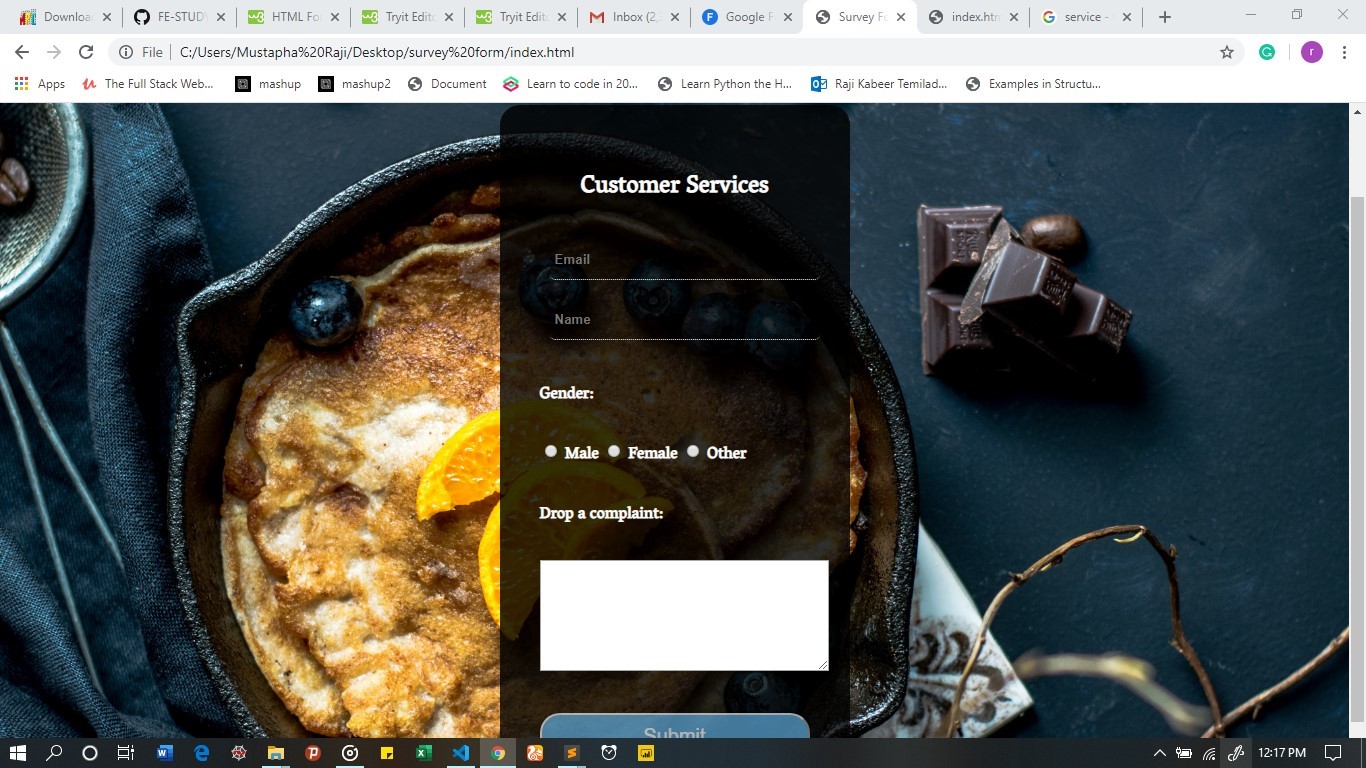 Downloa
FE-STUD
HTML Fo
Tryit Edit
Tryit Edit
Inbox (2,
Google F
Survey Fo
index.htm
service -
File
C:/Users/Mustapha%20Raji/Desktop/survey%20form/index.html
Apps
The Full Stack Web...
mashup
mashup2
Document
Learn to code in 20...
Learn Python the H...
Raji Kabeer Temilad...
Examples in Structu...
Customer Services
Email
Name
Gender:
Male Female Other
Drop a complaint:
Submit
12:17 PM